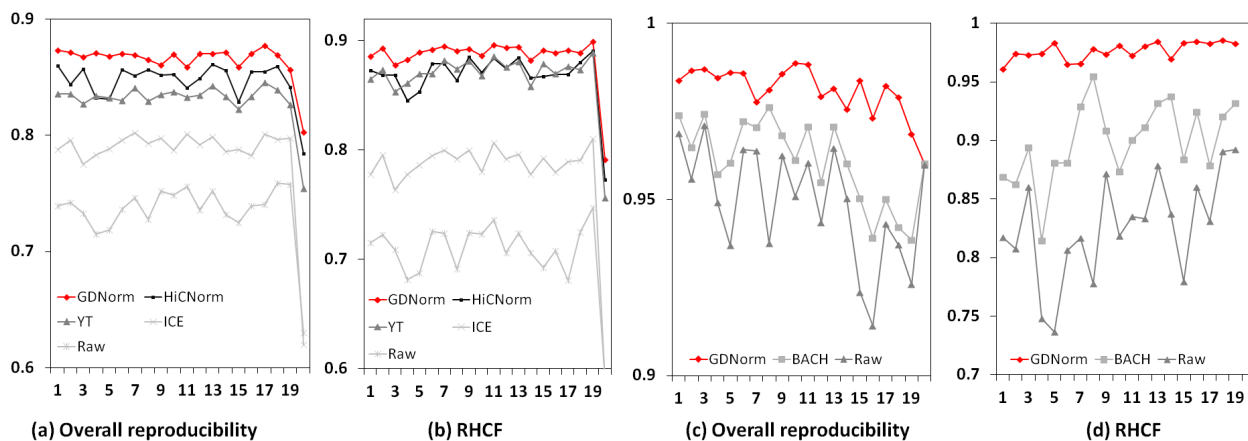 0.9
0.8
0.7
0.6
GDNorm HiCNorm
YT ICE
Raw
1 3 5 7 9 11 13 15 17 19
(a) Overall reproducibility
0.9
0.8
0.7
0.6
GDNorm HiCNorm
YT ICE
Raw
1 3 5 7 9 11 13 15 17 19
(b) RHCF
1
0.95
0.9
GDNorm BACH Raw
1 3 5 7 9 11 13 15 17 19
(c) Overall reproducibility
1
0.95
0.9
0.85
0.8
0.75
0.7
GDNorm BACH Raw
1 3 5 7 9 11 13 15 17 19
(d) RHCF